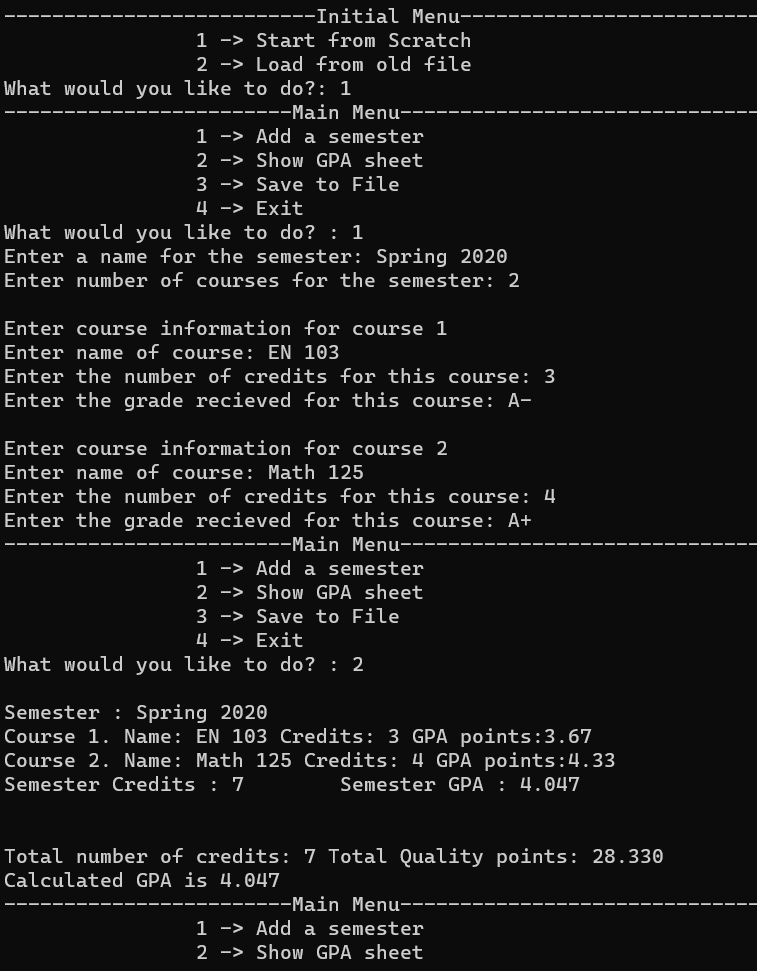 --------------------------Initial Menu-------------------------
1 -> Start from Scratch
2 -> Load from old file
What would you like to do?: 1
------------------------Main Menu------------------------------
1 -> Add a semester
2 -> Show GPA sheet
3 -> Save to File
4 -> Exit
What would you like to do? : 1
Enter a name for the semester: Spring 2020
Enter number of courses for the semester: 2
Enter course information for course 1
Enter name of course: EN 103
Enter the number of credits for this course: 3
Enter the grade recieved for this course: A-
Enter course information for course 2
Enter name of course: Math 125
Enter the number of credits for this course: 4
Enter the grade recieved for this course: A+
------------------------Main Menu------------------------------
1 -> Add a semester
2 -> Show GPA sheet
3 -> Save to File
4 -> Exit
What would you like to do? : 2
Semester : Spring 2020
Course 1. Name: EN 103 Credits: 3 GPA points:3.67
Course 2. Name: Math 125 Credits: 4 GPA points:4.33
Semester Credits : 7        Semester GPA : 4.047
Total number of credits: 7 Total Quality points: 28.330
Calculated GPA is 4.047
------------------------Main Menu------------------------------
1 -> Add a semester
2 -> Show GPA sheet